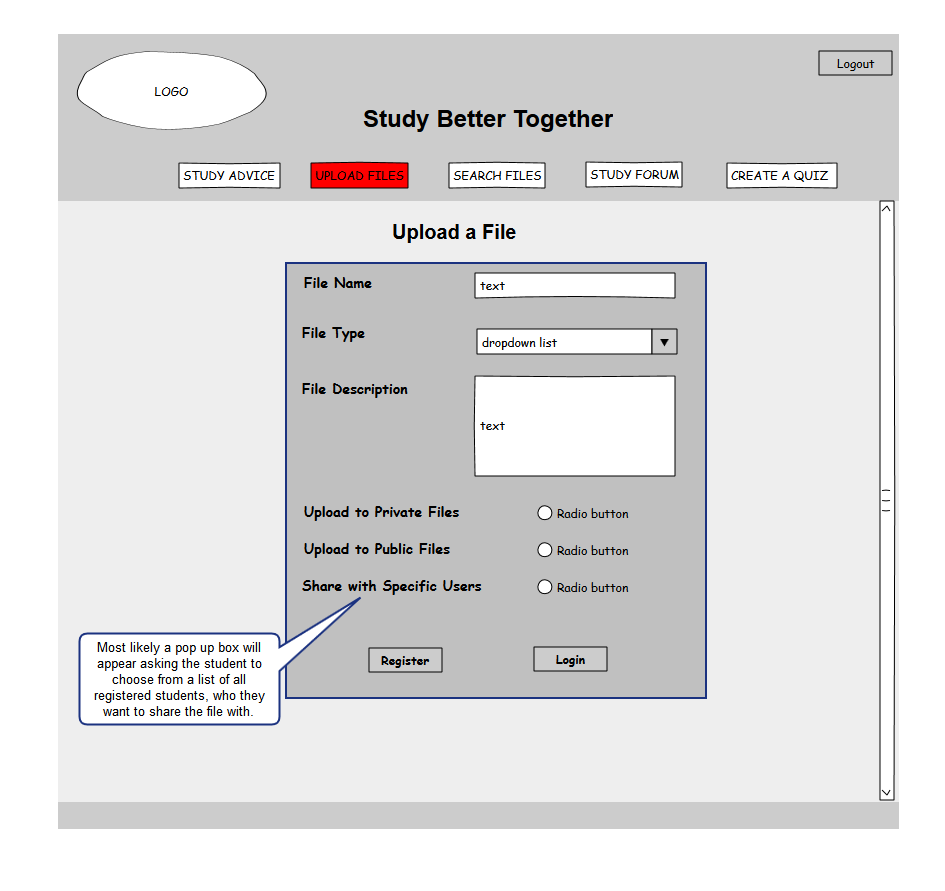 Logout
LOGO
Study Better Together
STUDY ADVICE
UPLOAD FILES
SEARCH FILES
STUDY FORUM
CREATE A QUIZ
Upload a File
File Name
text
File Type
dropdown list
File Description
text
Upload to Private Files
Radio button
Upload to Public Files
Radio button
Share with Specific Users
Radio button
Most likely a pop up box will
appear asking the student to
choose from a list of all
registered students, who they
want to share the file with.
Register
Login